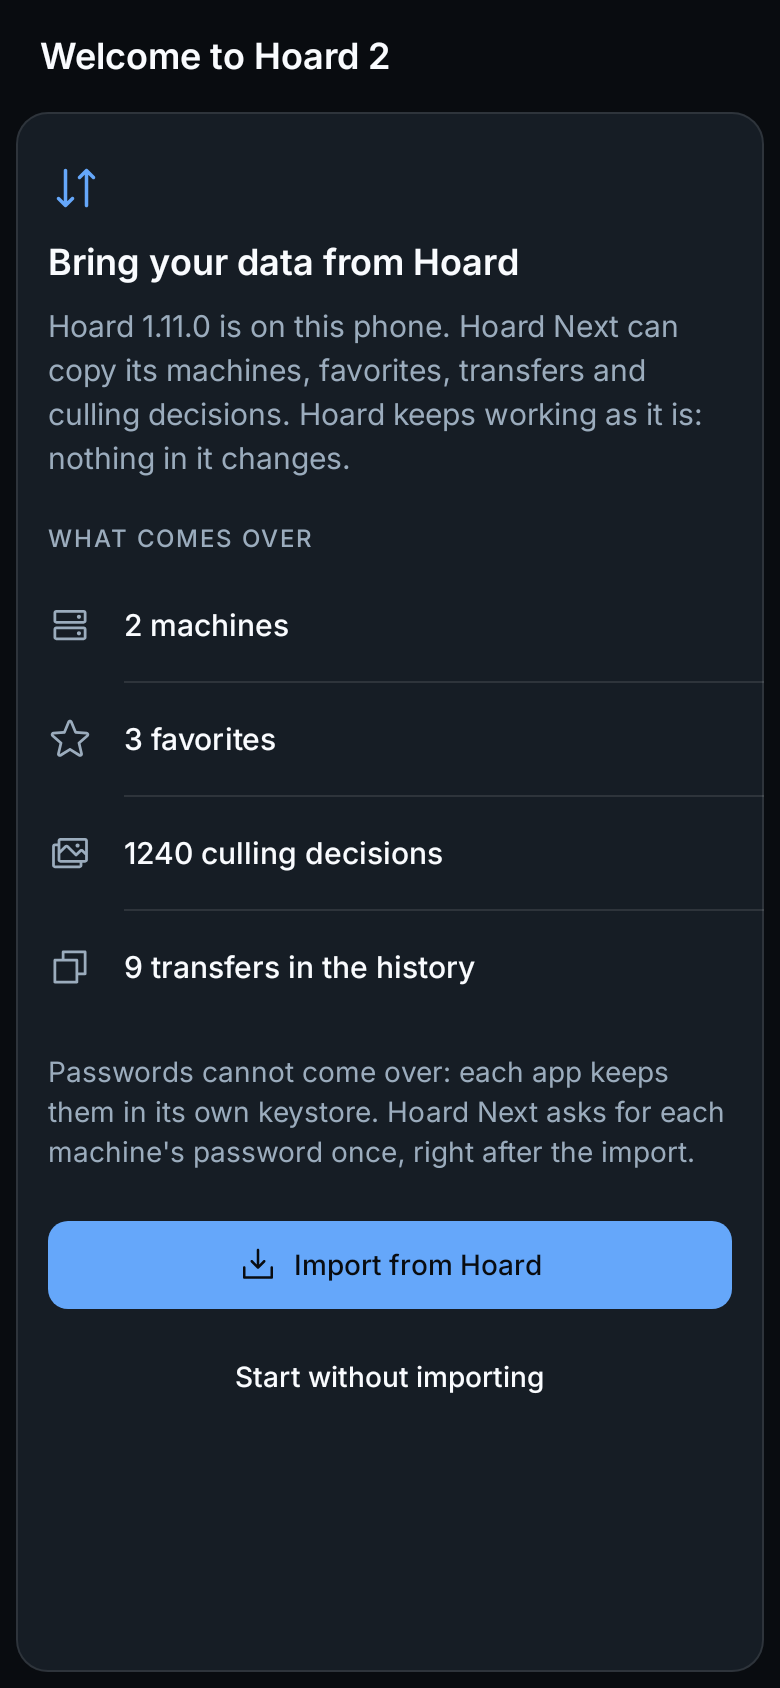 Welcome to Hoard 2
Bring your data from Hoard
Hoard 1.11.0 is on this phone. Hoard Next can
copy its machines, favorites, transfers and
culling decisions. Hoard keeps working as it is:
nothing in it changes.
WHAT COMES OVER
2 machines
3 favorites
1240 culling decisions
9 transfers in the history
Passwords cannot come over: each app keeps
them in its own keystore. Hoard Next asks for each
machine's password once, right after the import.
Import from Hoard
Start without importing